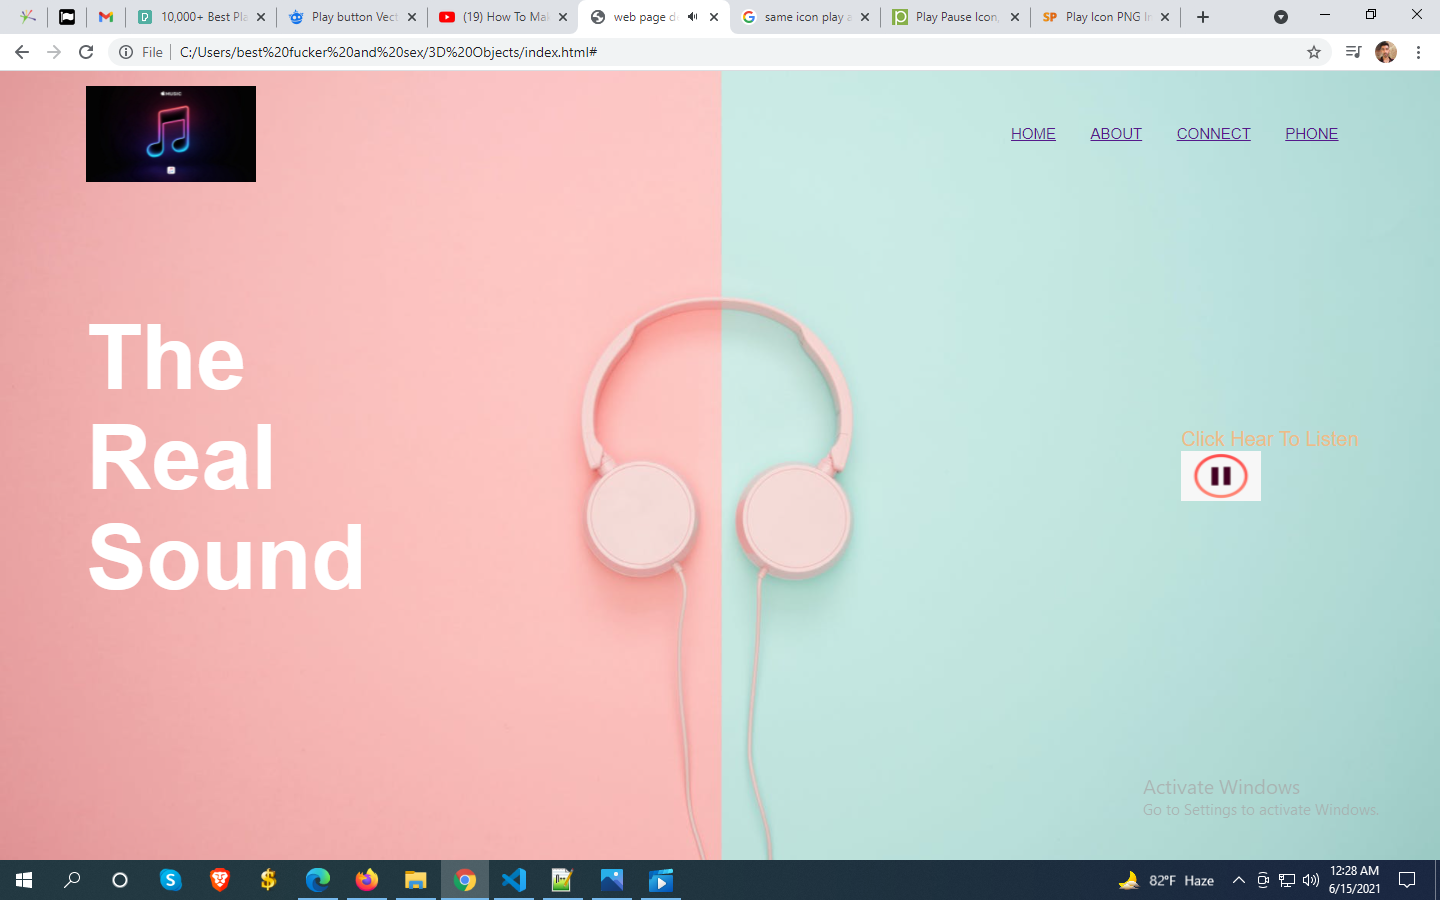 10,000+ Best Pla
Play button Vect
(19) How To Mak
web page d
same icon play a
Play Pause Icon,
SP Play Icon PNG Im
File C:/Users/best%20fucker%20and%20sex/3D%20Objects/index.html#
MUSIC
HOME ABOUT CONNECT PHONE
The
Real
Sound
Click Hear To Listen
Activate Windows
Go to Settings to activate Windows.
82°F Haze
12:28 AM
6/15/2021